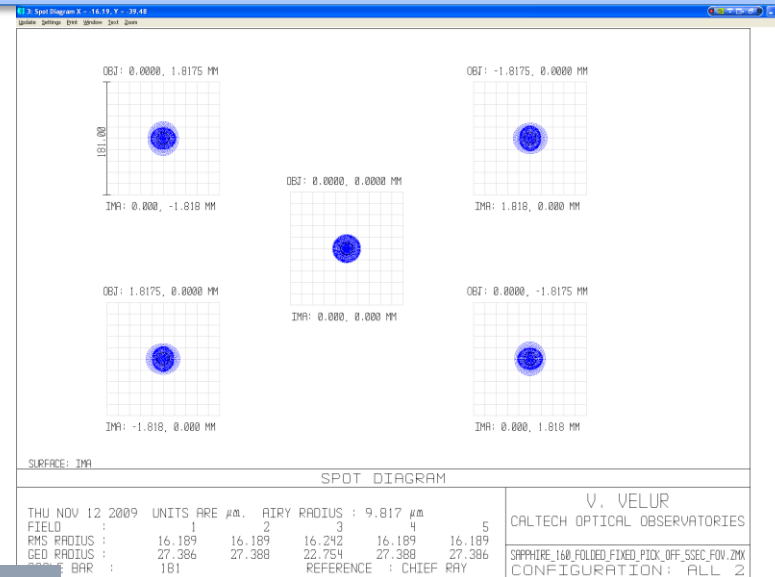 3: Spot Diagram X = -16.19, Y = -39.48
Update Settings Print Window Text Zoom
OBJ: 0.0000, 1.8175 MM
OBJ: -1.8175, 0.0000 MM
181.00
IMA: 0.000, -1.818 MM
IMA: 1.818, 0.000 MM
OBJ: 0.0000, 0.0000 MM
IMA: 0.000, 0.000 MM
OBJ: 1.8175, 0.0000 MM
OBJ: 0.0000, -1.8175 MM
IMA: -1.818, 0.000 MM
IMA: 0.000, 1.818 MM
SURFACE: IMA
SPOT DIAGRAM
THU NOV 12 2009 UNITS ARE µm. AIRY RADIUS : 9.817 µm
FIELD : 1 2 3 4 5
RMS RADIUS : 16.189 16.189 16.242 16.189 16.189
GEO RADIUS : 27.386 27.388 22.754 27.388 27.386
BAR : 181 REFERENCE : CHIEF RAY
V. VELUR
CALTECH OPTICAL OBSERVATORIES
SAPPHIRE_160_FOLDED_FIXED_PICK_OFF_5SEC_FOV.ZMX
CONFIGURATION: ALL 2